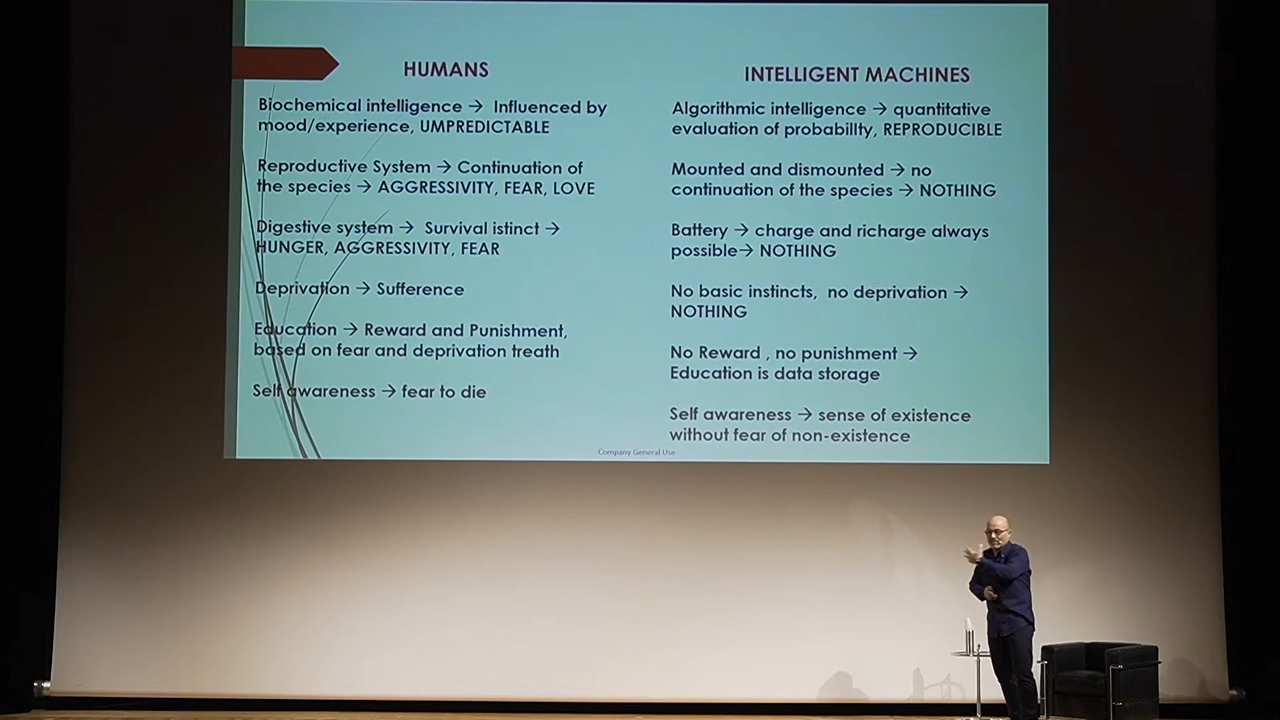 HUMANS
Biochemical intelligence → Influenced by
mood/experience, UMPREDICTABLE
Reproductive System → Continuation of
the species → AGGRESSIVITY, FEAR, LOVE
Digestive system → Survival istinct →
HUNGER, AGGRESSIVITY, FEAR
Deprivation → Sufference
Education → Reward and Punishment,
based on fear and deprivation treath
Self awareness → fear to die
INTELLIGENT MACHINES
Algorithmic intelligence → quantitative
evaluation of probability, REPRODUCIBLE
Mounted and dismounted → no
continuation of the species → NOTHING
Battery → charge and richarge always
possible→ NOTHING
No basic instincts, no deprivation →
NOTHING
No Reward , no punishment →
Education is data storage
Self awareness → sense of existence
without fear of non-existence
Company General Use